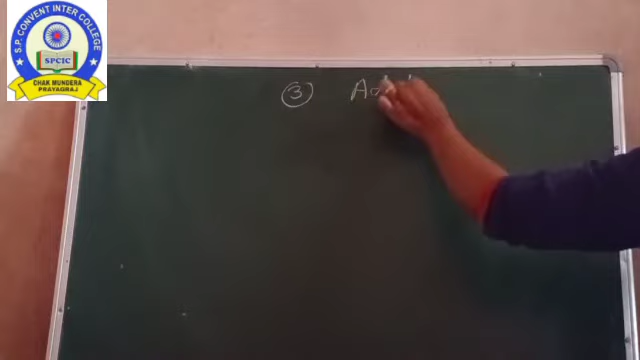 S.P. CONVENT INTER COLLEGE
SPCIC
CHAK MUNDERA
PRAYAGRAJ
3